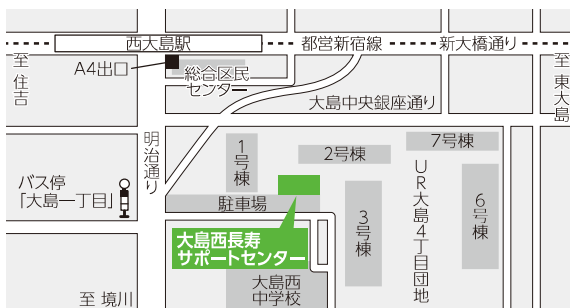 西大島駅
都営新宿線
新大橋通り
至 住吉
A4出口
総合区民
センター
至 東大島
大島中央銀座通り
明治通り
1号棟
2号棟
7号棟
バス停
「大島一丁目」
駐車場
3号棟
UR大島4丁目団地
6号棟
大島西長寿
サポートセンター
大島西
中学校
至 境川